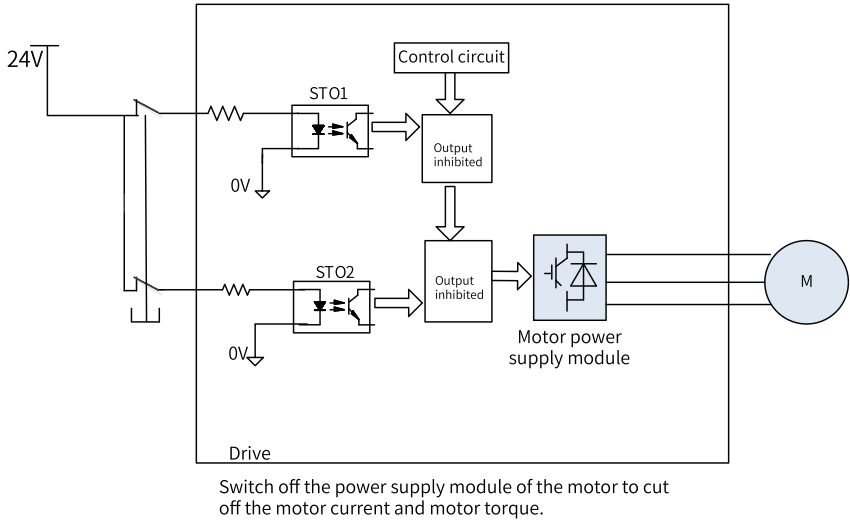 24V
Control circuit
STO1
Output
inhibited
0V
STO2
Output
inhibited
M
0V
Motor power
supply module
Drive
Switch off the power supply module of the motor to cut
off the motor current and motor torque.